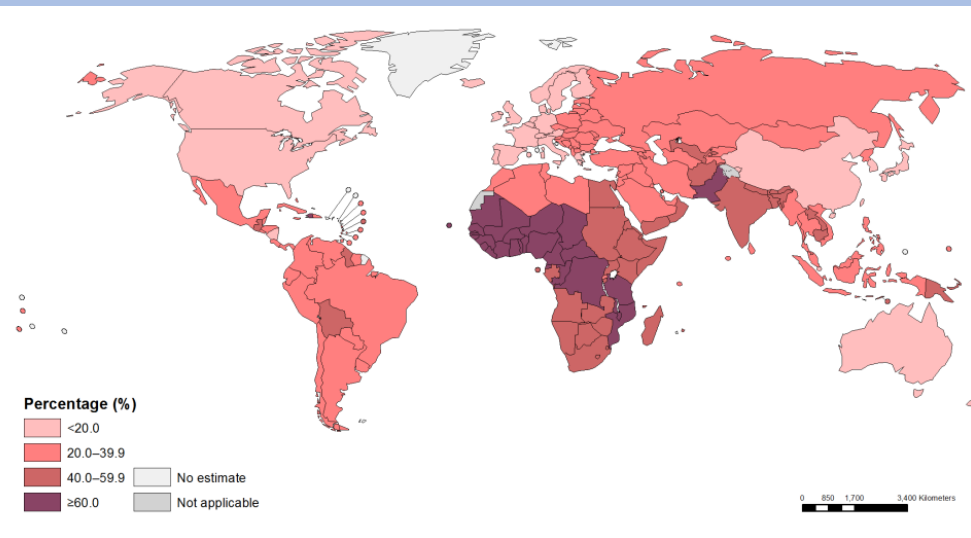 Percentage (%)
<20.0
20.0–39.9
40.0–59.9 No estimate
≥60.0 Not applicable
0 850 1,700 3,400 Kilometers